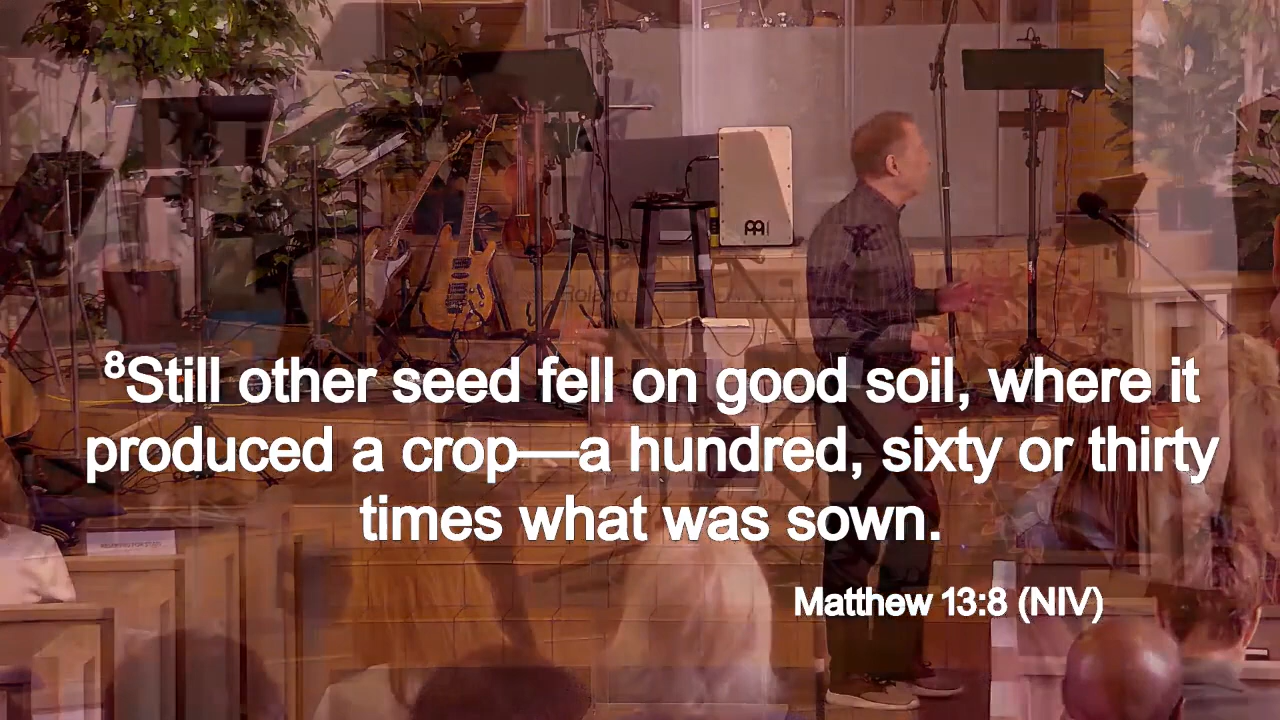 Roland
⁸Still other seed fell on good soil, where it
produced a crop—a hundred, sixty or thirty
times what was sown.
Matthew 13:8 (NIV)